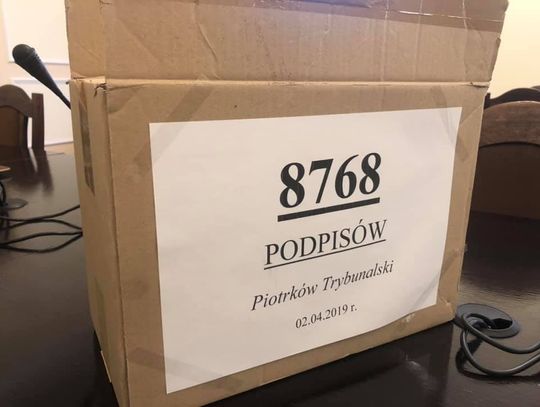 8768
PODPISÓW
Piotrków Trybunalski
02.04.2019 r.